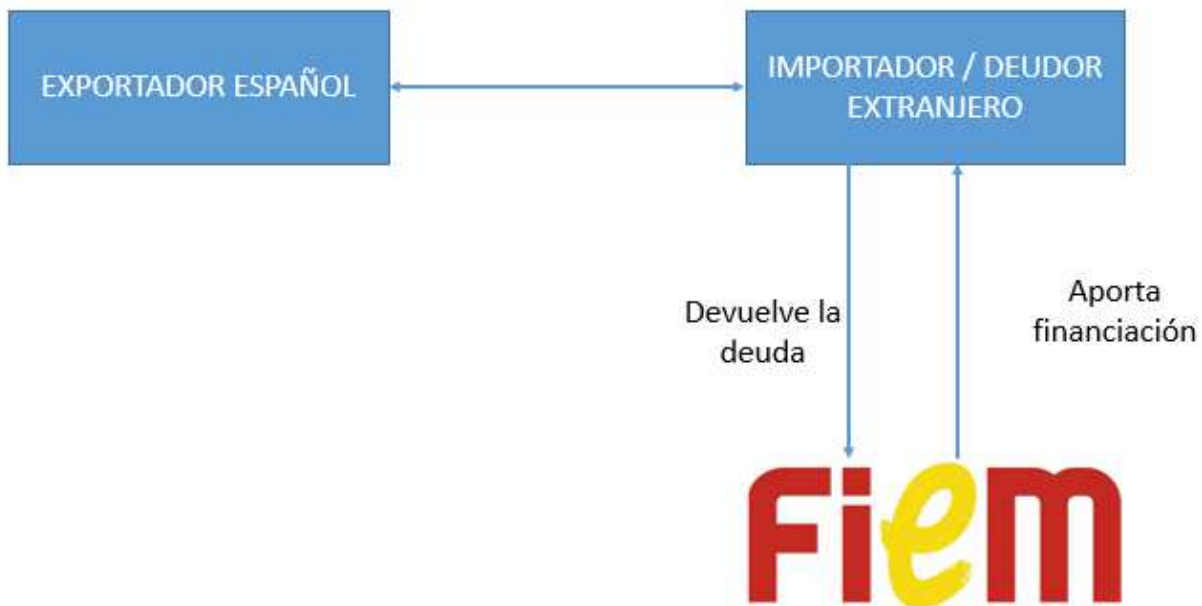 EXPORTADOR ESPAÑOL
IMPORTADOR / DEUDOR
EXTRANJERO
Devuelve la
deuda
Aporta
financiación
Fiem